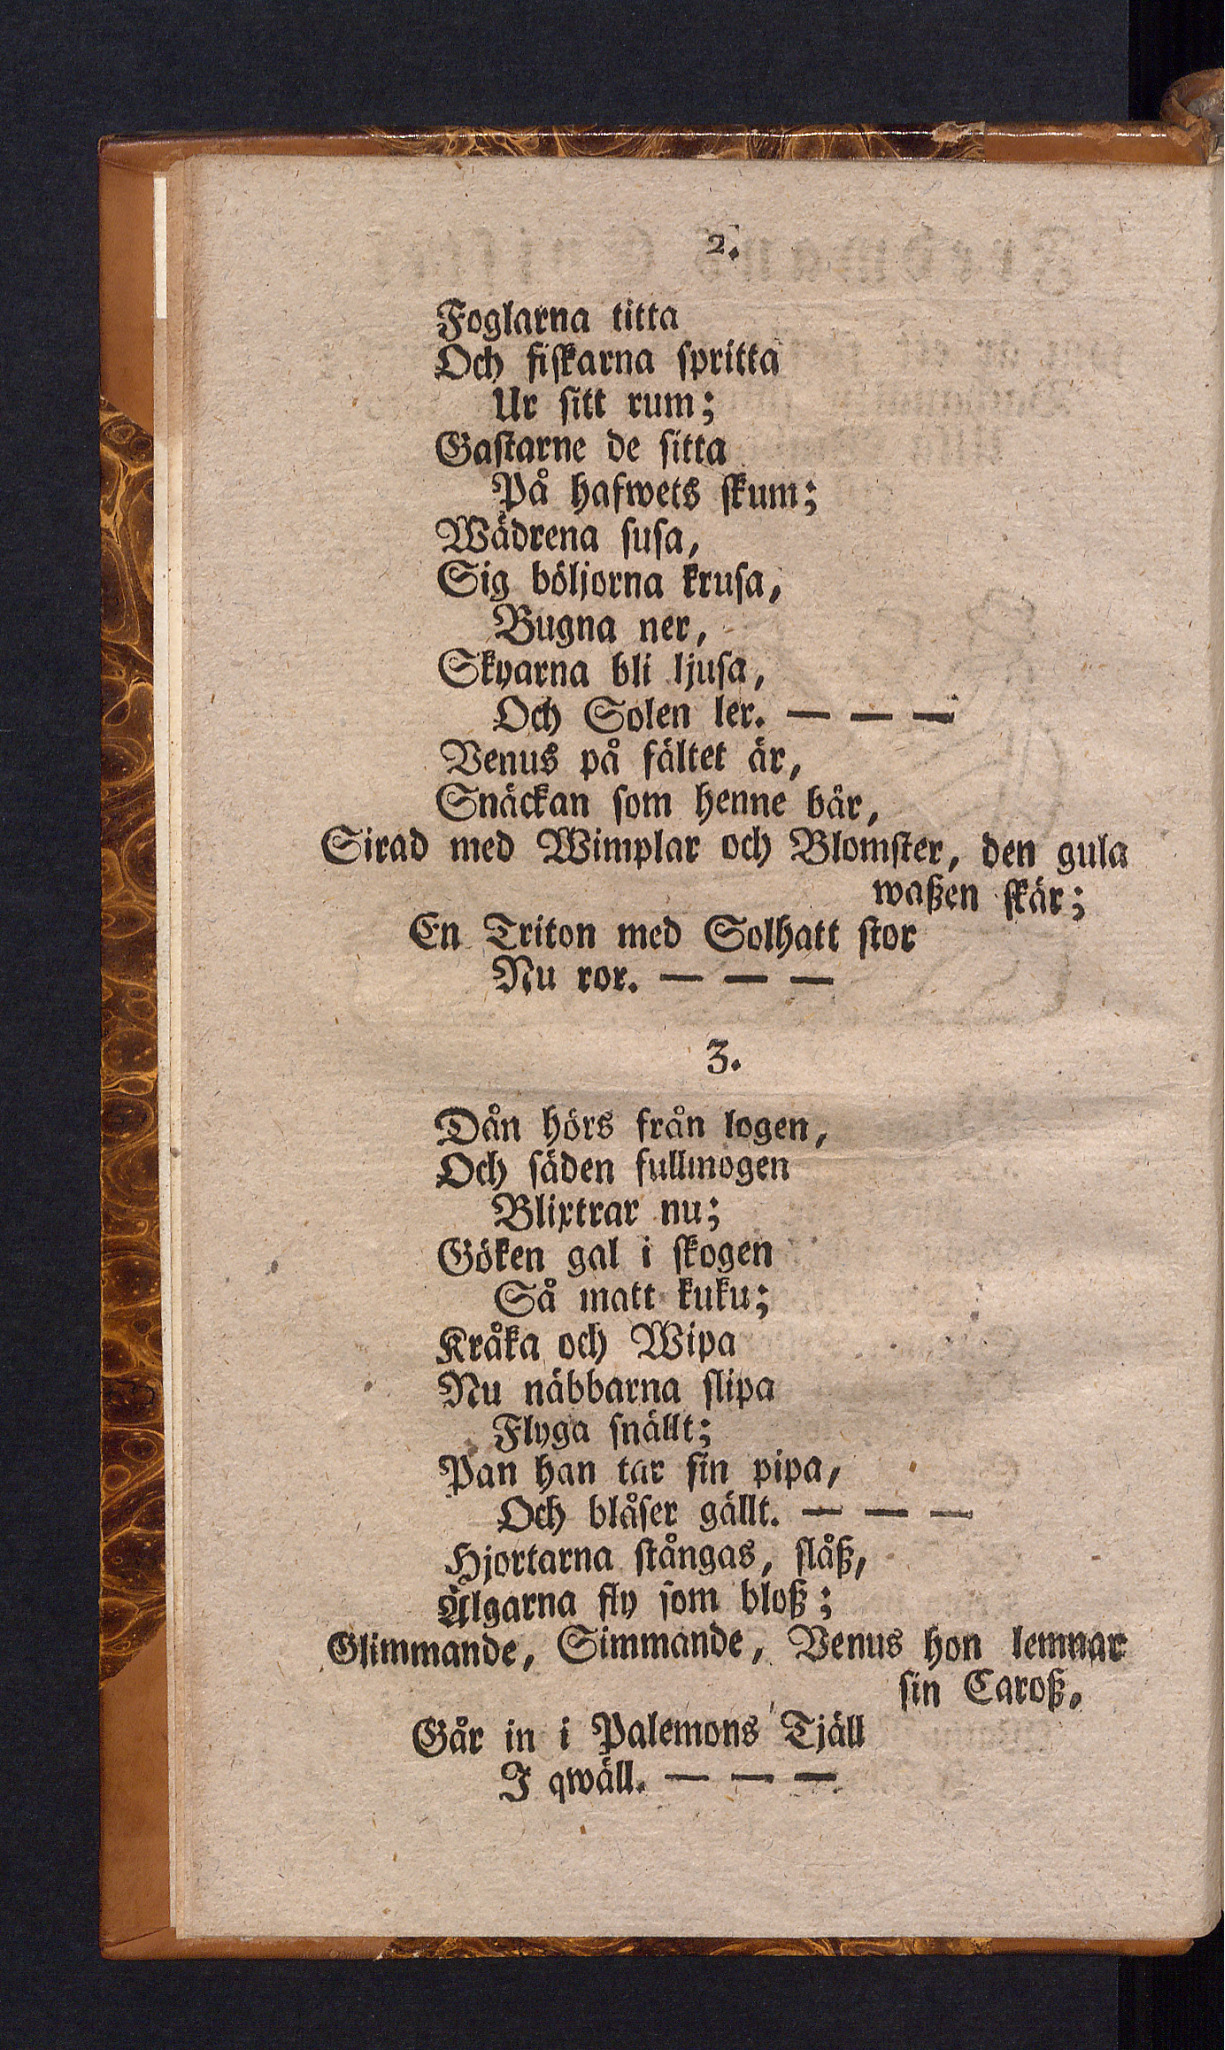 2.
Foglarna titta
Och fiskarna spritta
Ur sitt rum;
Gastarne de sitta
På hafwets skum;
Wädrena susa,
Sig böljorna krusa,
Bugna ner,
Skyarna bli ljusa,
Och Solen ler. — — —
Venus på fältet är,
Snäckan som henne bär,
Sirad med Wimplar och Blomster, den gula
waßen skär;
En Triton med Solhatt stor
Nu ror. — — —
3.
Dån hörs från logen,
Och säden fullmogen
Blixtrar nu;
Göken gal i skogen
Så matt kuku;
Kråka och Wipa
Nu näbbarna slipa
Flyga snällt;
Pan han tar sin pipa,
Och blåser gällt. — — —
Hjortarna stångas, slåß,
Älgarna fly som bloß;
Glimmande, Simmande, Venus hon lemnar
sin Caroß,
Går in i Palemons Tjäll
I qwäll. — — —